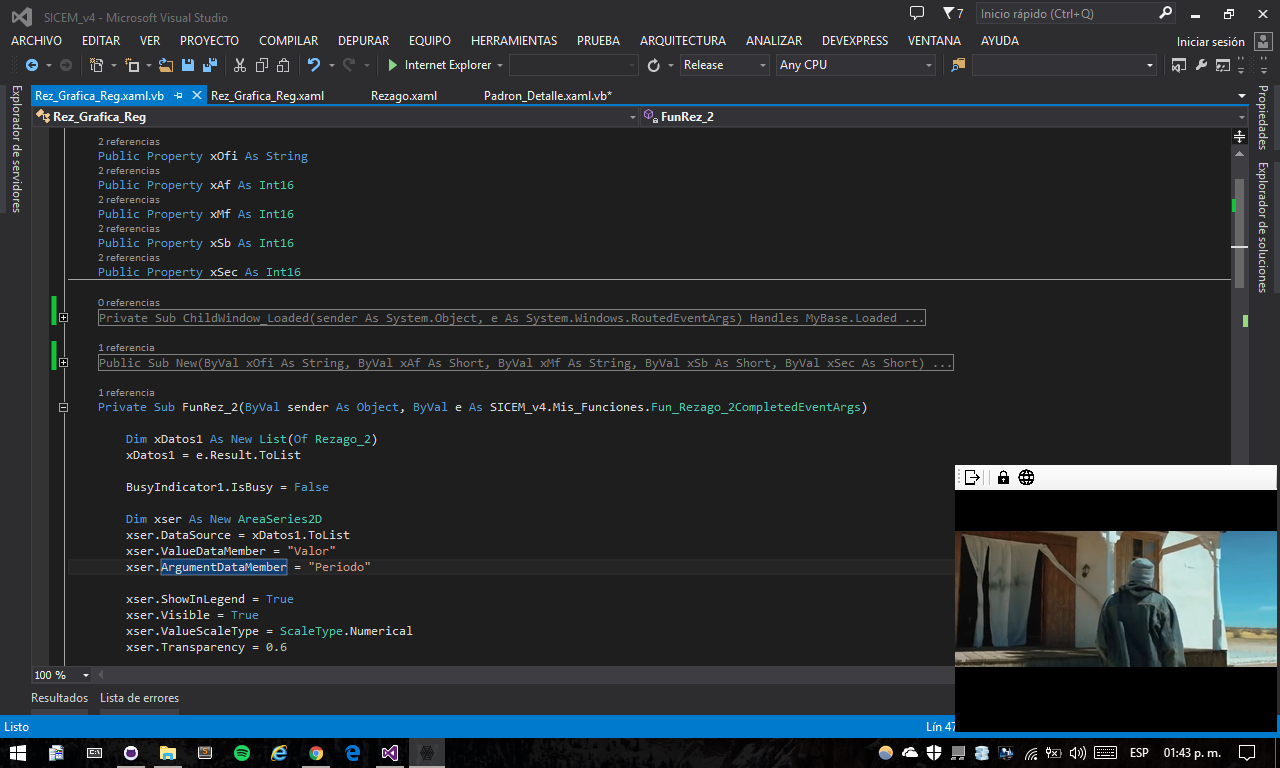 SICEM_v4 - Microsoft Visual Studio
7
Inicio rápido (Ctrl+Q)
ARCHIVO EDITAR VER PROYECTO COMPILAR DEPURAR EQUIPO HERRAMIENTAS PRUEBA ARQUITECTURA ANALIZAR DEVEXPRESS VENTANA AYUDA
Iniciar sesión
Internet Explorer Release Any CPU
Rez_Grafica_Reg.xaml.vb Rez_Grafica_Reg.xaml Rezago.xaml Padron_Detalle.xaml.vb*
Rez_Grafica_Reg FunRez_2
Explorador de servidores
Propiedades
Explorador de soluciones
2 referencias
Public Property xOfi As String
2 referencias
Public Property xAf As Int16
2 referencias
Public Property xMf As Int16
2 referencias
Public Property xSb As Int16
2 referencias
Public Property xSec As Int16
0 referencias
Private Sub ChildWindow_Loaded(sender As System.Object, e As System.Windows.RoutedEventArgs) Handles MyBase.Loaded ...
1 referencia
Public Sub New(ByVal xOfi As String, ByVal xAf As Short, ByVal xMf As String, ByVal xSb As Short, ByVal xSec As Short) ...
1 referencia
Private Sub FunRez_2(ByVal sender As Object, ByVal e As SICEM_v4.Mis_Funciones.Fun_Rezago_2CompletedEventArgs)
Dim xDatos1 As New List(Of Rezago_2)
xDatos1 = e.Result.ToList
BusyIndicator1.IsBusy = False
Dim xser As New AreaSeries2D
xser.DataSource = xDatos1.ToList
xser.ValueDataMember = "Valor"
xser.ArgumentDataMember = "Periodo"
xser.ShowInLegend = True
xser.Visible = True
xser.ValueScaleType = ScaleType.Numerical
xser.Transparency = 0.6
100 %
Resultados Lista de errores
Listo
Lín 47
ESP 01:43 p. m.